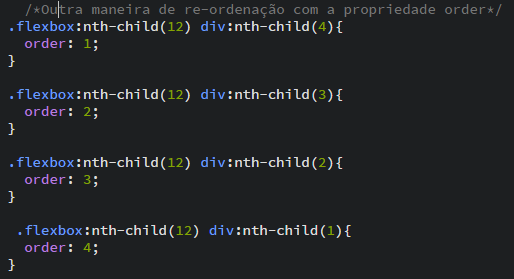 /*Outra maneira de re-ordenação com a propriedade order*/
.flexbox:nth-child(12) div:nth-child(4){
order: 1;
}
.flexbox:nth-child(12) div:nth-child(3){
order: 2;
}
.flexbox:nth-child(12) div:nth-child(2){
order: 3;
}
.flexbox:nth-child(12) div:nth-child(1){
order: 4;
}